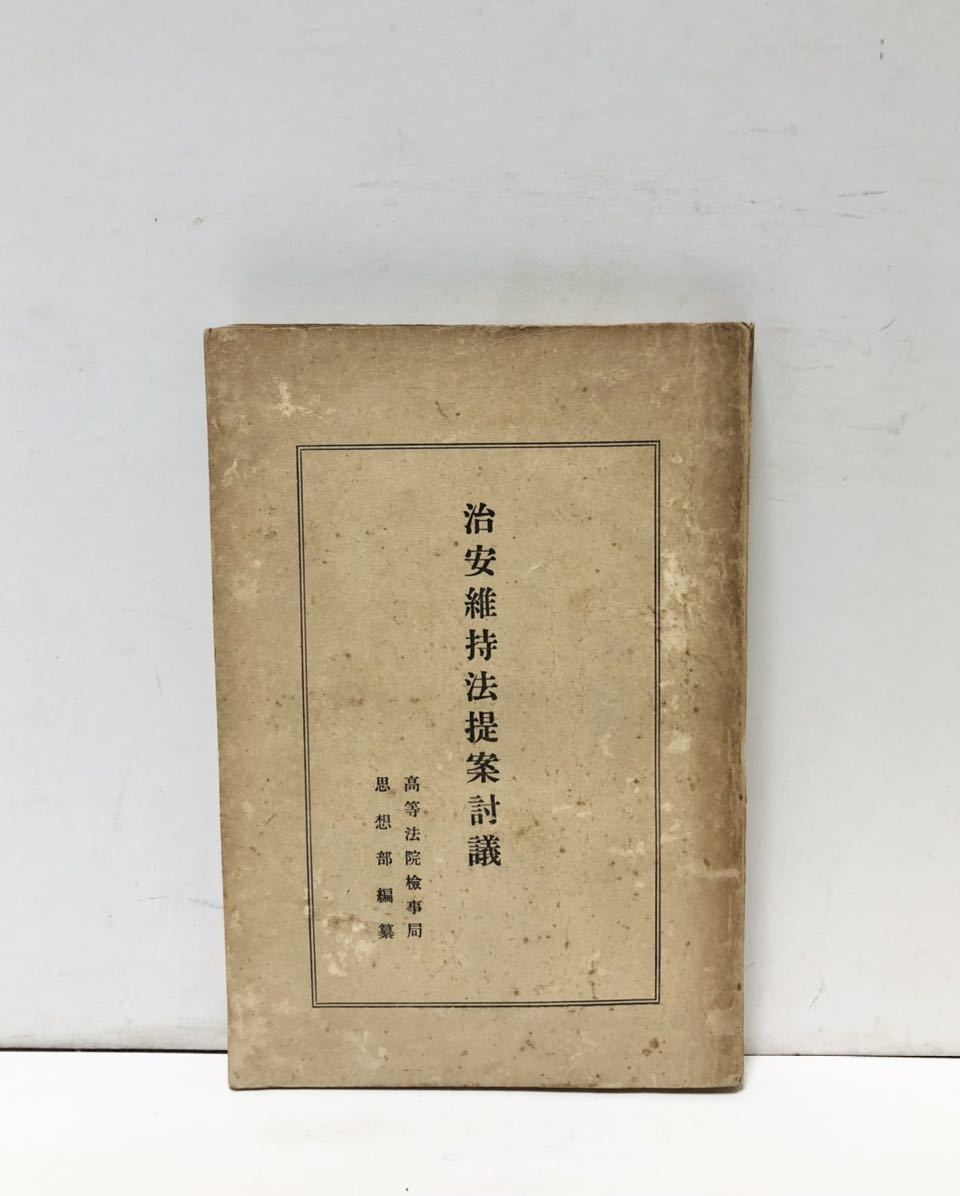 治安維持法提案討議
高等法院檢事局
思想部編纂